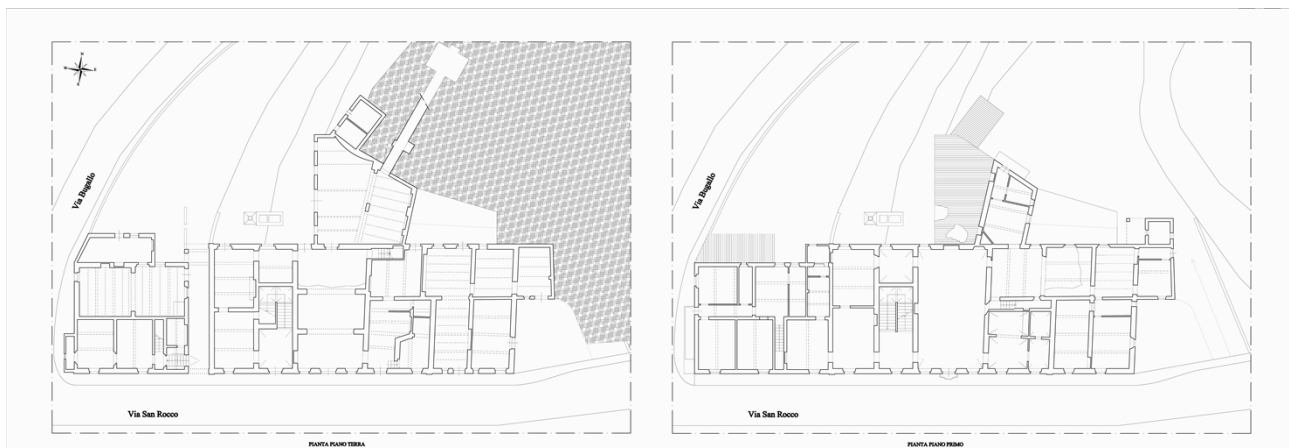 N
Via Bugallo
Via San Rocco
PIANTA PIANO TERRA
Via Bugallo
Via San Rocco
PIANTA PIANO PRIMO